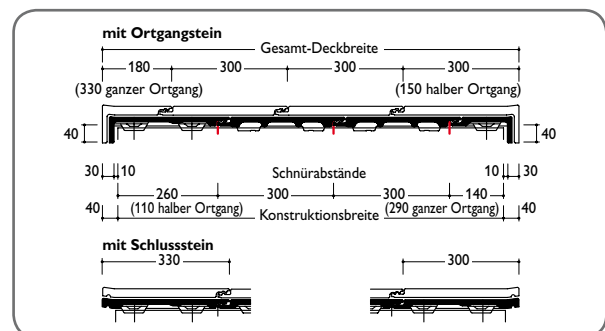 mit Ortgangstein
Gesamt-Deckbreite
180 300 300 300
(330 ganzer Ortgang) (150 halber Ortgang)
40 40
30 10 Schnürabstände 10 30
260 300 300 140
40 (110 halber Ortgang) (290 ganzer Ortgang) 40
Konstruktionsbreite
mit Schlussstein
330 300